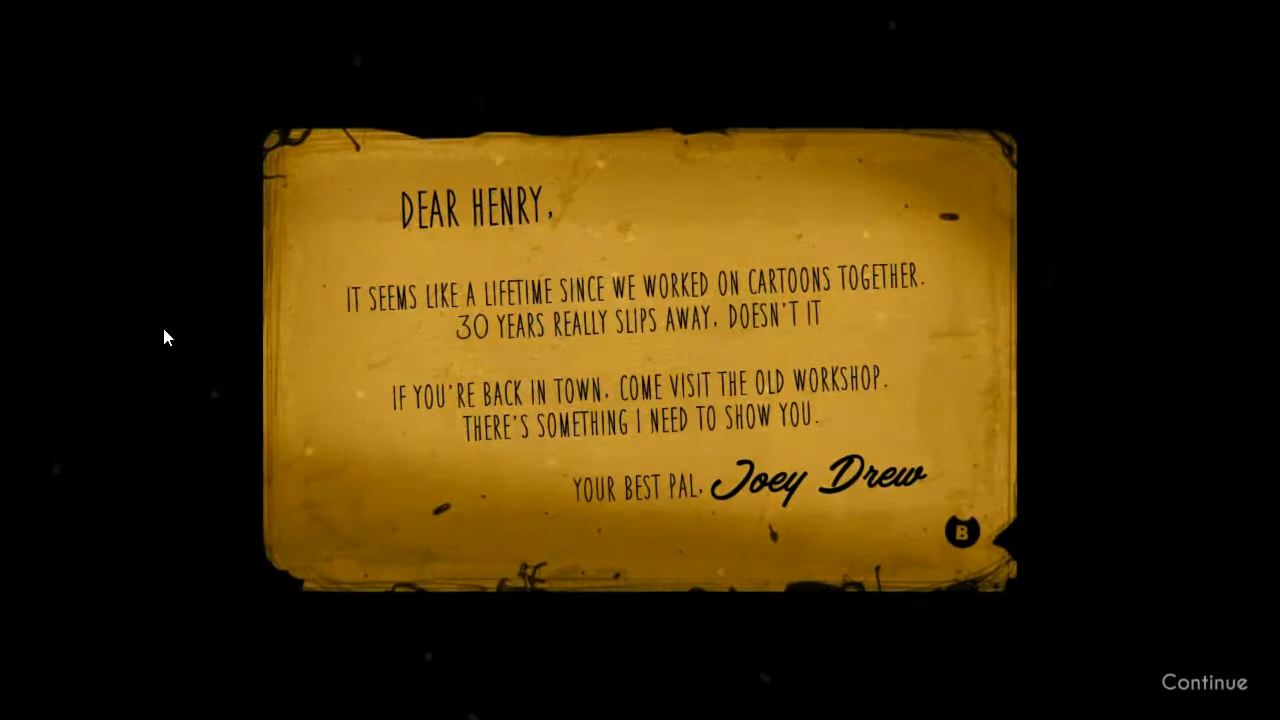 DEAR HENRY,
IT SEEMS LIKE A LIFETIME SINCE WE WORKED ON CARTOONS TOGETHER.
30 YEARS REALLY SLIPS AWAY, DOESN'T IT
IF YOU'RE BACK IN TOWN, COME VISIT THE OLD WORKSHOP.
THERE'S SOMETHING I NEED TO SHOW YOU.
YOUR BEST PAL, Joey Drew
B
Continue